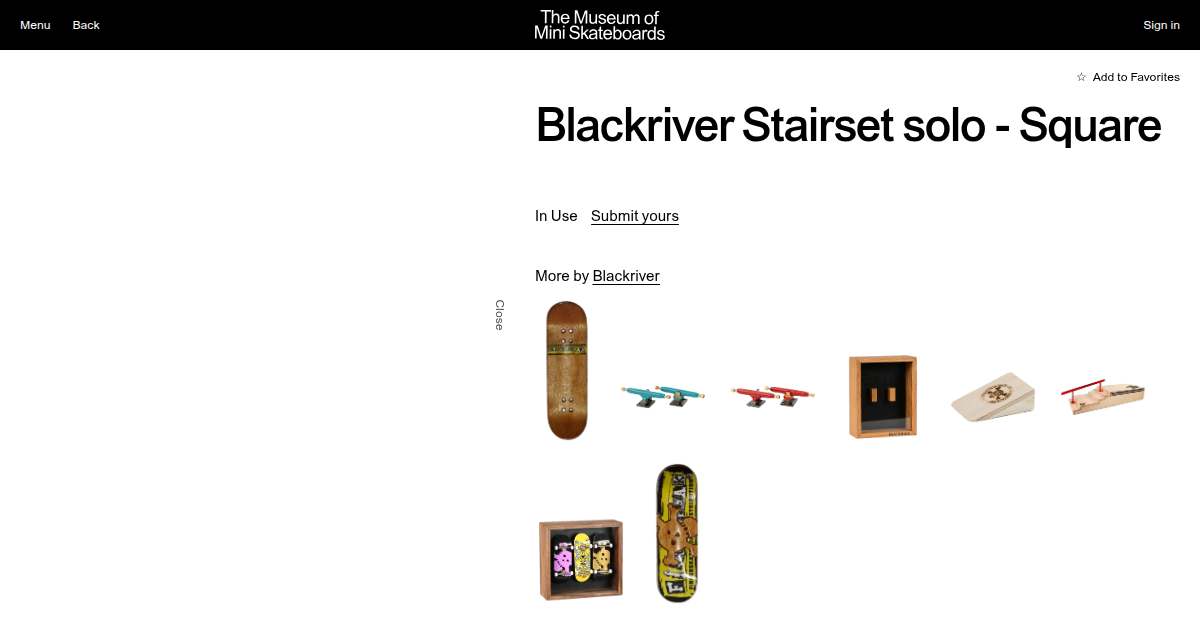 Menu
Back
The Museum of
Mini Skateboards
Sign in
☆ Add to Favorites
Blackriver Stairset solo - Square
In Use Submit yours
More by Blackriver
Close